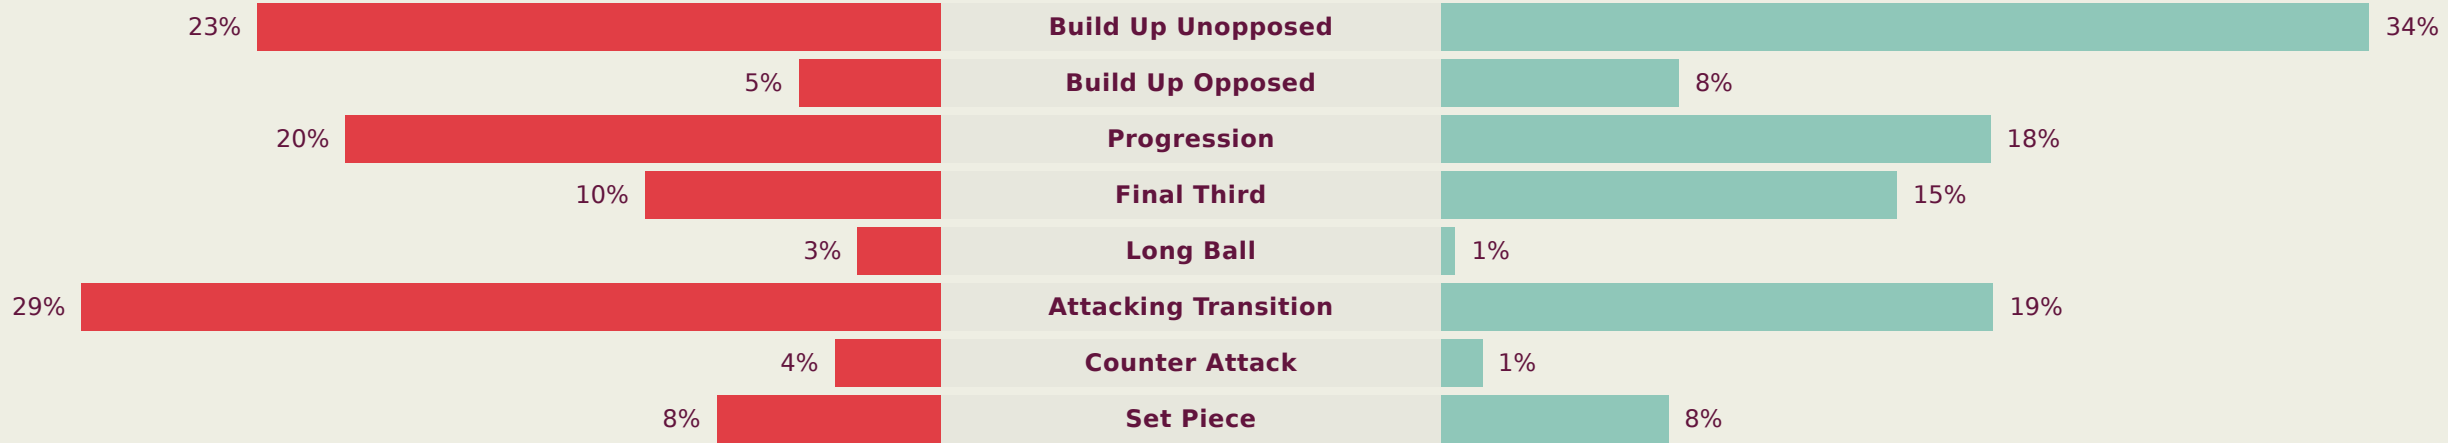 23% Build Up Unopposed 34%
5% Build Up Opposed 8%
20% Progression 18%
10% Final Third 15%
3% Long Ball 1%
29% Attacking Transition 19%
4% Counter Attack 1%
8% Set Piece 8%